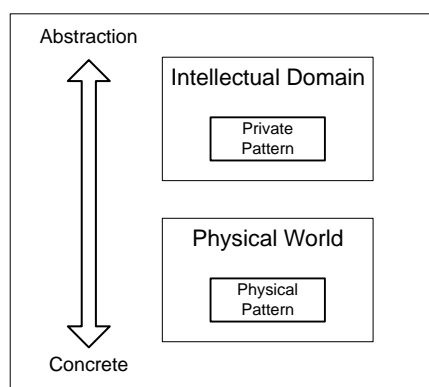 Abstraction
Intellectual Domain
Private
Pattern
Physical World
Physical
Pattern
Concrete